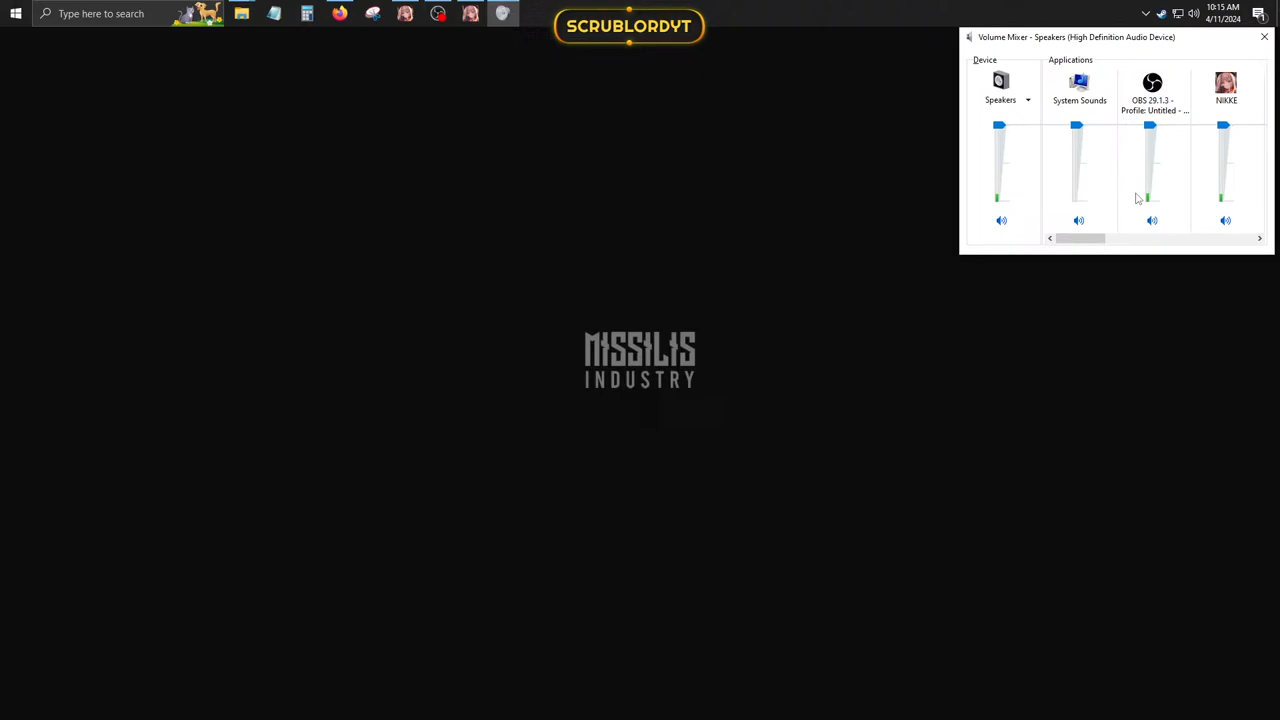 Type here to search
SCRUBLORDYT
10:15 AM
4/11/2024
1
Volume Mixer - Speakers (High Definition Audio Device)
Device
Applications
Speakers
System Sounds
OBS 29.1.3 -
Profile: Untitled - ...
NIKKE
MISSILIS
INDUSTRY